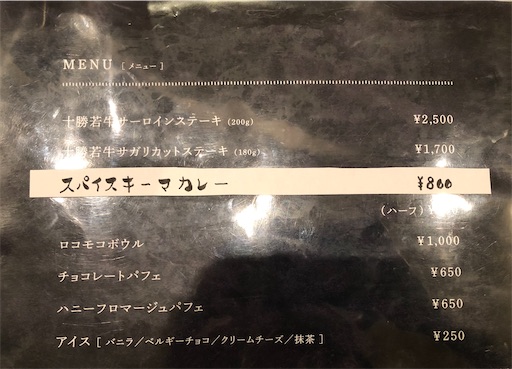 MENU [ メニュー ]
十勝若牛サーロインステーキ (200g) ¥2,500
十勝若牛サガリカットステーキ (180g) ¥1,700
スパイスキーマカレー ¥800
(ハーフ)
ロコモコボウル ¥1,000
チョコレートパフェ ¥650
ハニーフロマージュパフェ ¥650
アイス [ バニラ／ベルギーチョコ／クリームチーズ／抹茶 ] ¥250